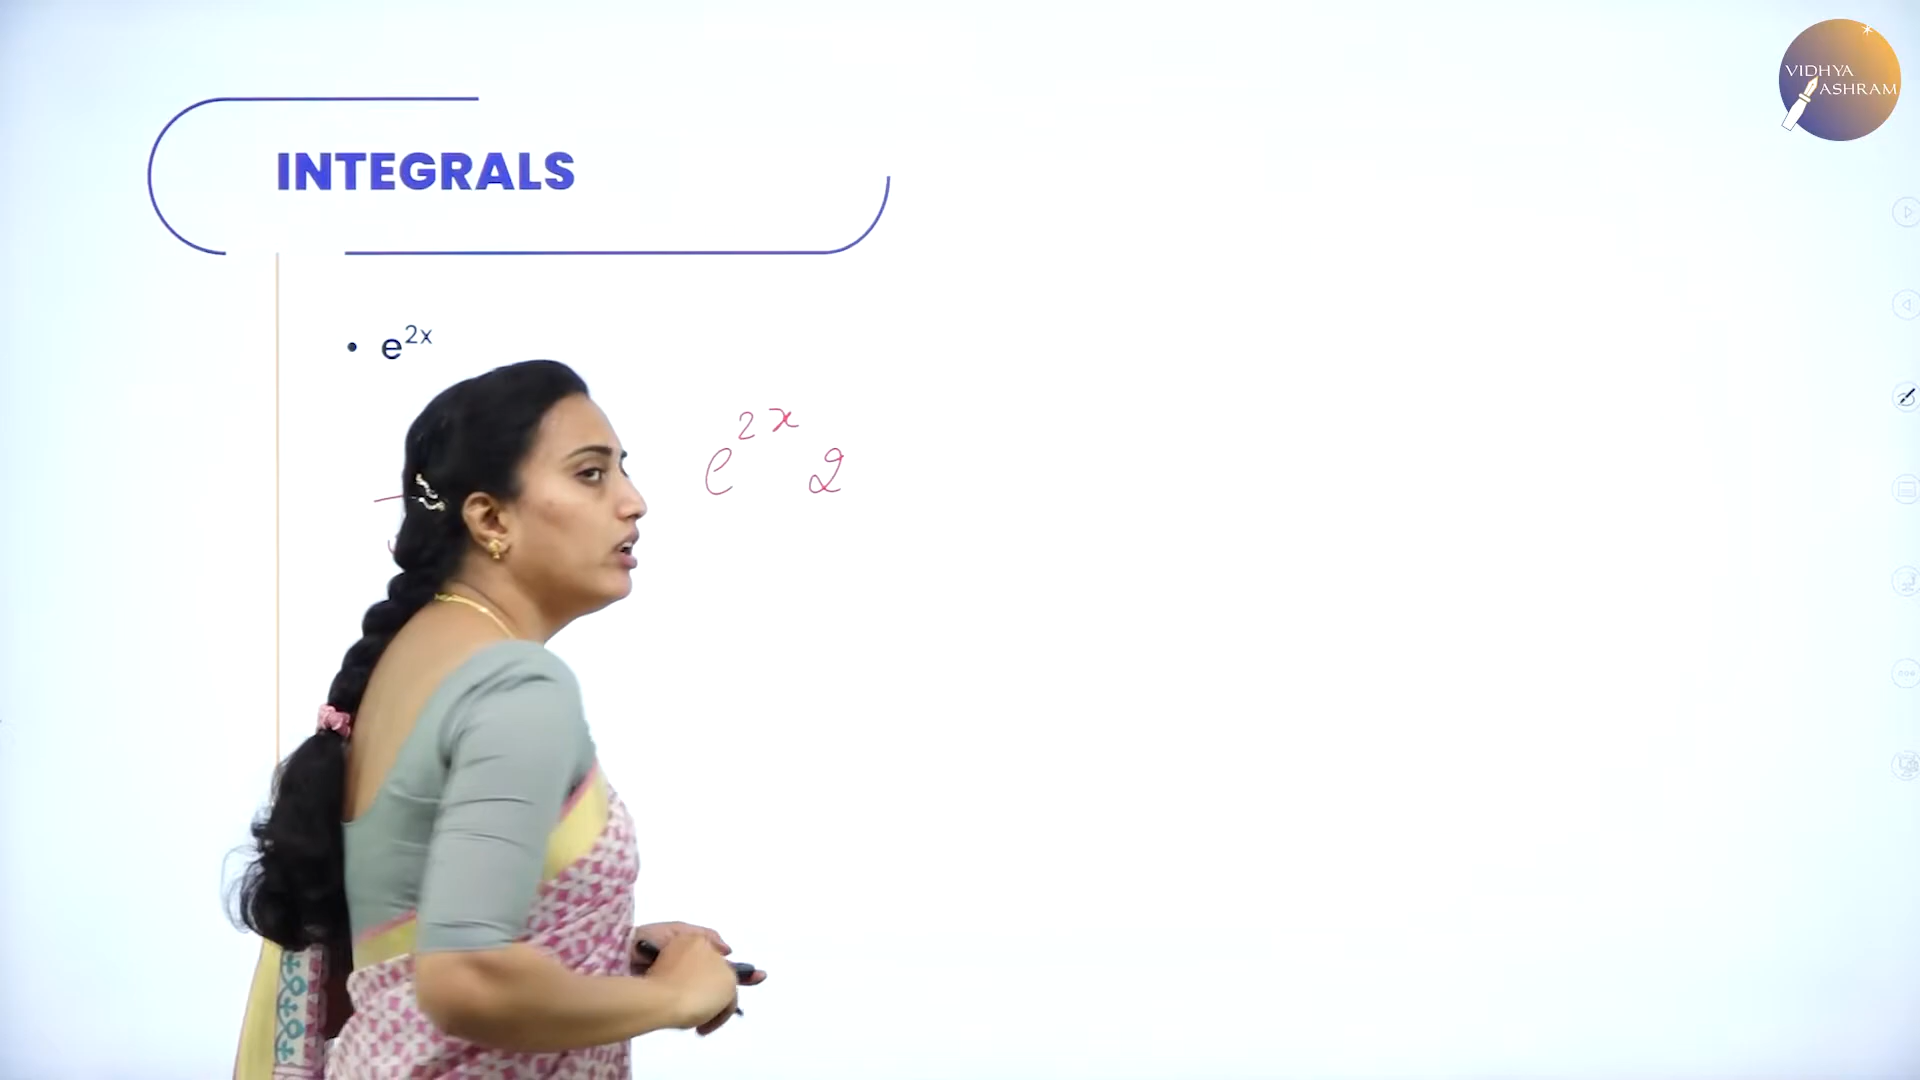 VIDHYA
ASHRAM
INTEGRALS
• e^2x
e^2x 2